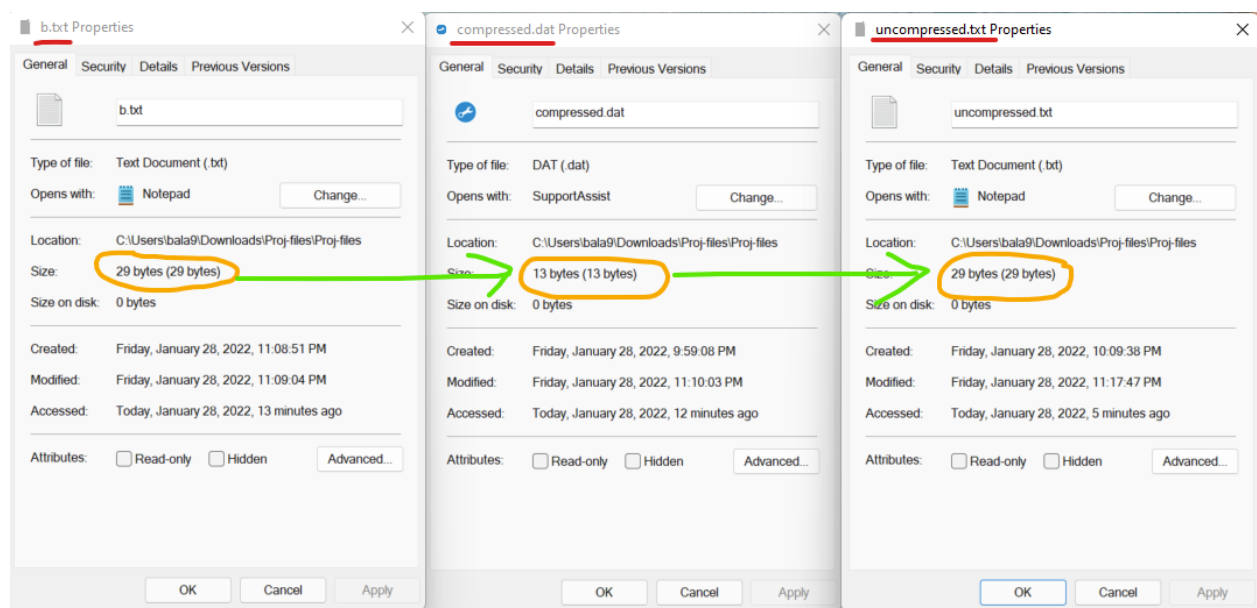 b.txt Properties
General Security Details Previous Versions
b.txt
Type of file: Text Document (.txt)
Opens with: Notepad Change...
Location: C:\Users\bala9\Downloads\Proj-files\Proj-files
Size: 29 bytes (29 bytes)
Size on disk: 0 bytes
Created: Friday, January 28, 2022, 11:08:51 PM
Modified: Friday, January 28, 2022, 11:09:04 PM
Accessed: Today, January 28, 2022, 13 minutes ago
Attributes: Read-only Hidden Advanced...
OK Cancel Apply
compressed.dat Properties
General Security Details Previous Versions
compressed.dat
Type of file: DAT (.dat)
Opens with: SupportAssist Change...
Location: C:\Users\bala9\Downloads\Proj-files\Proj-files
Size: 13 bytes (13 bytes)
Size on disk: 0 bytes
Created: Friday, January 28, 2022, 9:59:08 PM
Modified: Friday, January 28, 2022, 11:10:03 PM
Accessed: Today, January 28, 2022, 12 minutes ago
Attributes: Read-only Hidden Advanced...
OK Cancel Apply
uncompressed.txt Properties
General Security Details Previous Versions
uncompressed.txt
Type of file: Text Document (.txt)
Opens with: Notepad Change...
Location: C:\Users\bala9\Downloads\Proj-files\Proj-files
Size: 29 bytes (29 bytes)
Size on disk: 0 bytes
Created: Friday, January 28, 2022, 10:09:38 PM
Modified: Friday, January 28, 2022, 11:17:47 PM
Accessed: Today, January 28, 2022, 5 minutes ago
Attributes: Read-only Hidden Advanced...
OK Cancel Apply